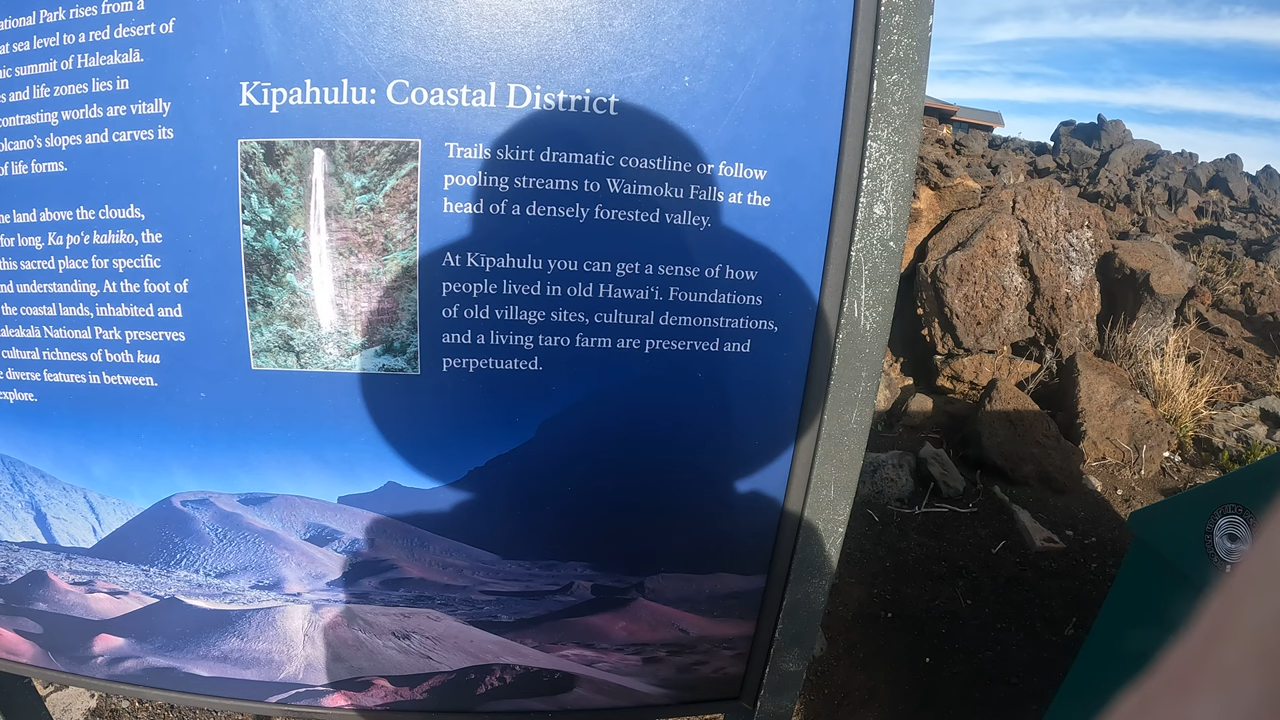 ational Park rises from a
at sea level to a red desert of
nic summit of Haleakalā.
es and life zones lies in
contrasting worlds are vitally
olcano's slopes and carves its
of life forms.
ne land above the clouds,
for long. Ka poʻe kahiko, the
this sacred place for specific
nd understanding. At the foot of
the coastal lands, inhabited and
aleakalā National Park preserves
cultural richness of both kua
e diverse features in between.
explore.
Kīpahulu: Coastal District
Trails skirt dramatic coastline or follow
pooling streams to Waimoku Falls at the
head of a densely forested valley.
At Kīpahulu you can get a sense of how
people lived in old Hawaiʻi. Foundations
of old village sites, cultural demonstrations,
and a living taro farm are preserved and
perpetuated.